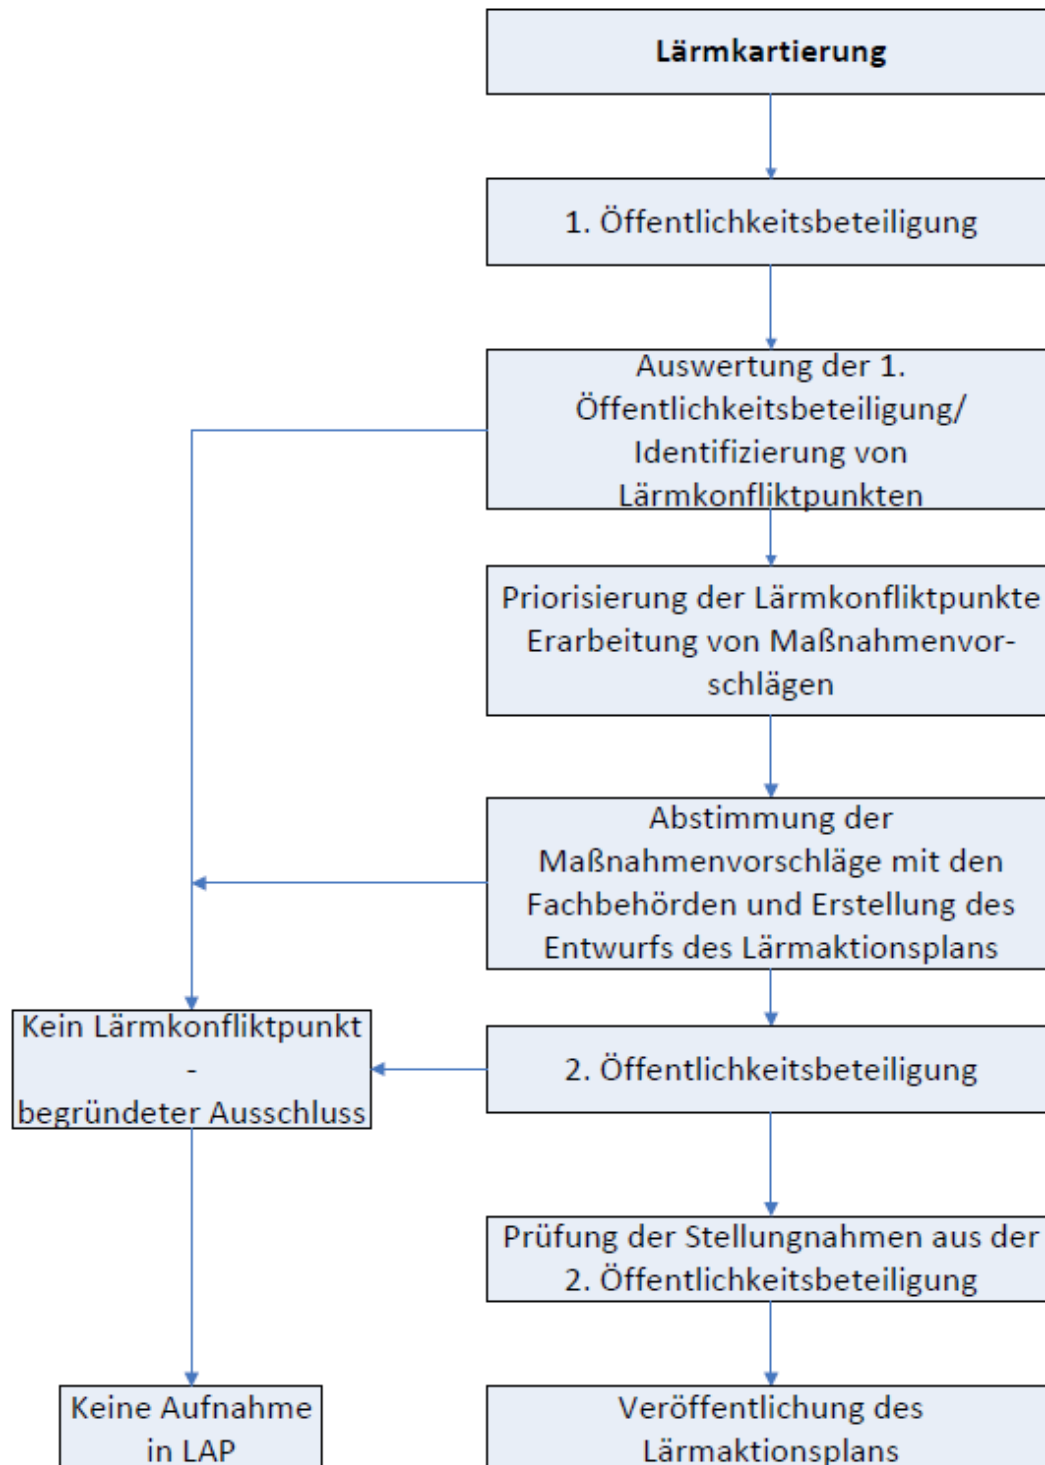 Lärmkartierung
1. Öffentlichkeitsbeteiligung
Auswertung der 1.
Öffentlichkeitsbeteiligung/
Identifizierung von
Lärmkonfliktpunkten
Priorisierung der Lärmkonfliktpunkte
Erarbeitung von Maßnahmenvor-
schlägen
Abstimmung der
Maßnahmenvorschläge mit den
Fachbehörden und Erstellung des
Entwurfs des Lärmaktionsplans
Kein Lärmkonfliktpunkt
-
begründeter Ausschluss
2. Öffentlichkeitsbeteiligung
Prüfung der Stellungnahmen aus der
2. Öffentlichkeitsbeteiligung
Keine Aufnahme
in LAP
Veröffentlichung des
Lärmaktionsplans